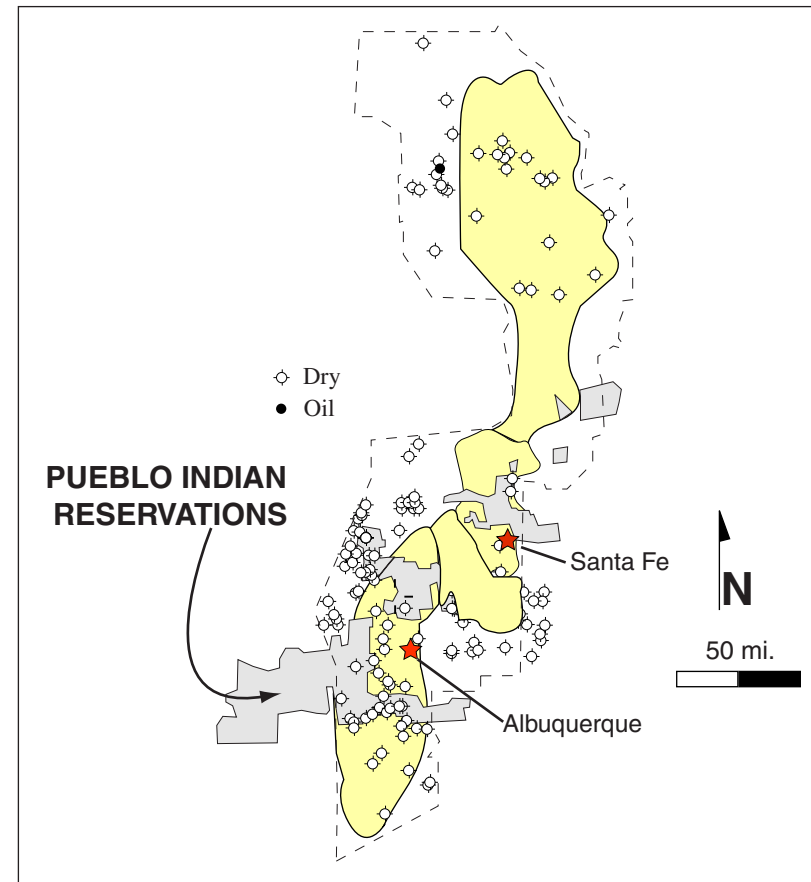 Dry
Oil
PUEBLO INDIAN
RESERVATIONS
Santa Fe
N
50 mi.
Albuquerque